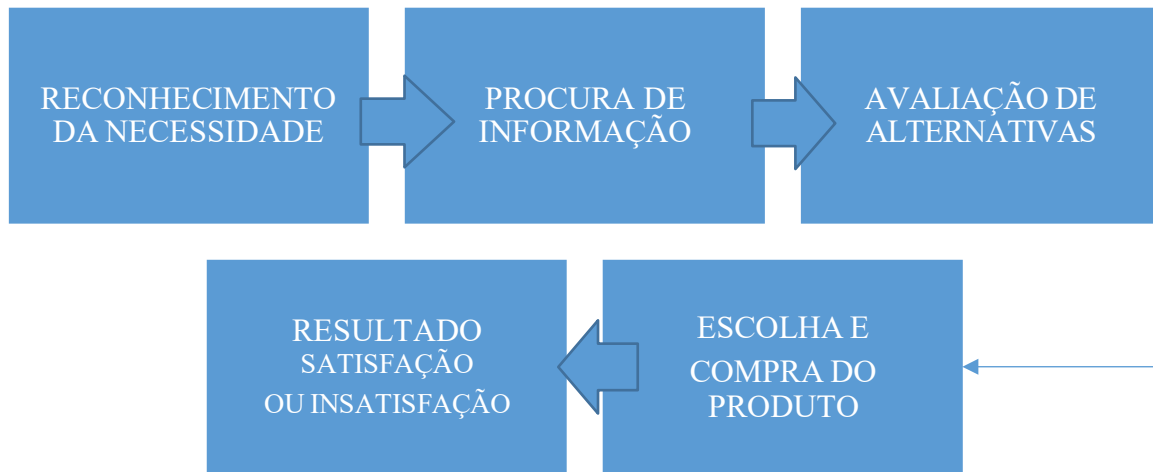 RECONHECIMENTO
DA NECESSIDADE
PROCURA DE
INFORMAÇÃO
AVALIAÇÃO DE
ALTERNATIVAS
ESCOLHA E
COMPRA DO
PRODUTO
RESULTADO
SATISFAÇÃO
OU INSATISFAÇÃO